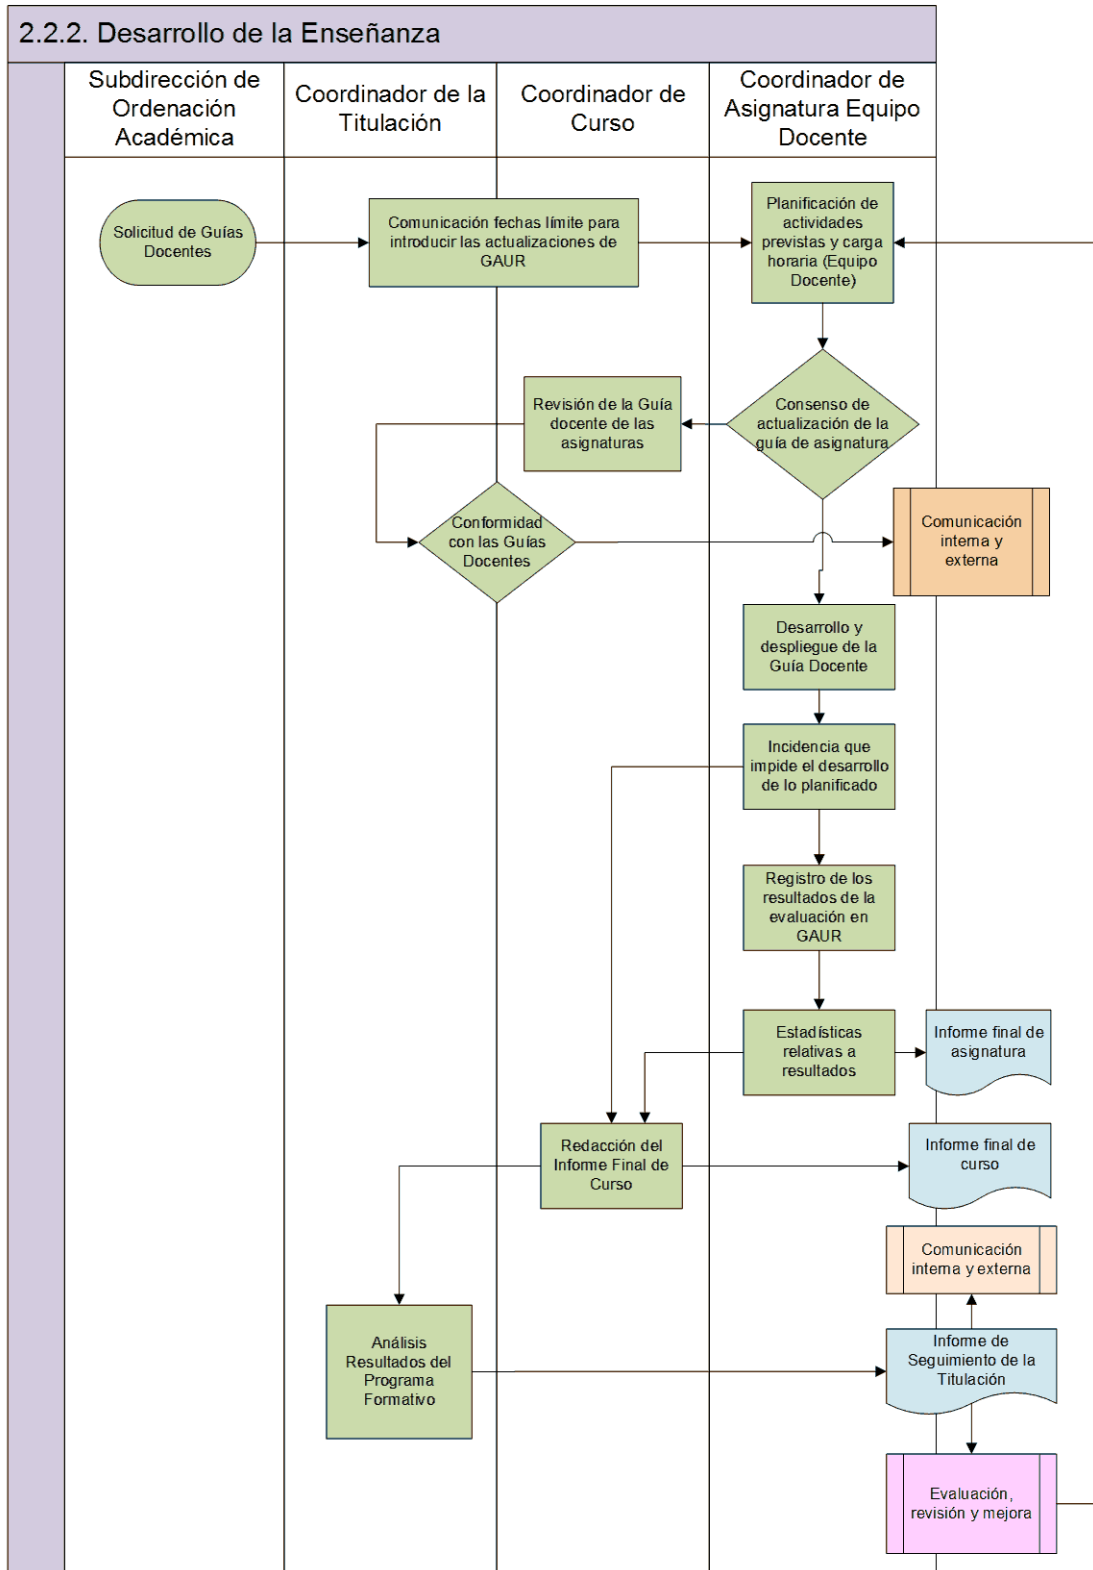 2.2.2. Desarrollo de la Enseñanza
Subdirección de
Ordenación
Académica
Coordinador de la
Titulación
Coordinador de
Curso
Coordinador de
Asignatura Equipo
Docente
Solicitud de Guías
Docentes
Comunicación fechas límite para
introducir las actualizaciones de
GAUR
Planificación de
actividades
previstas y carga
horaria (Equipo
Docente)
Revisión de la Guía
docente de las
asignaturas
Consenso de
actualización de la
guía de asignatura
Conformidad
con las Guías
Docentes
Comunicación
interna y
externa
Desarrollo y
despliegue de la
Guía Docente
Incidencia que
impide el desarrollo
de lo planificado
Registro de los
resultados de la
evaluación en
GAUR
Estadísticas
relativas a
resultados
Informe final de
asignatura
Redacción del
Informe Final de
Curso
Informe final de
curso
Comunicación
interna y externa
Análisis
Resultados del
Programa
Formativo
Informe de
Seguimiento de la
Titulación
Evaluación,
revisión y mejora